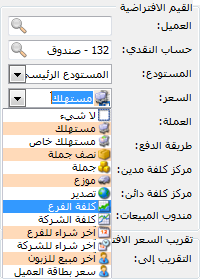 القيم الافتراضية
العميل:
حساب النقدي: 132 - صندوق
المستودع: المستودع الرئيسي
السعر: مستهلك
العملة:
طريقة الدفع:
مركز كلفة مدين:
مركز كلفة دائن:
مندوب المبيعات:
تقريب السعر الافت
التقريب إلى:
لا شيء
مستهلك
مستهلك خاص
نصف جملة
جملة
موزع
تصدير
كلفة الفرع
كلفة الشركة
آخر شراء للفرع
آخر شراء للشركة
آخر مبيع للزبون
سعر بطاقة العميل